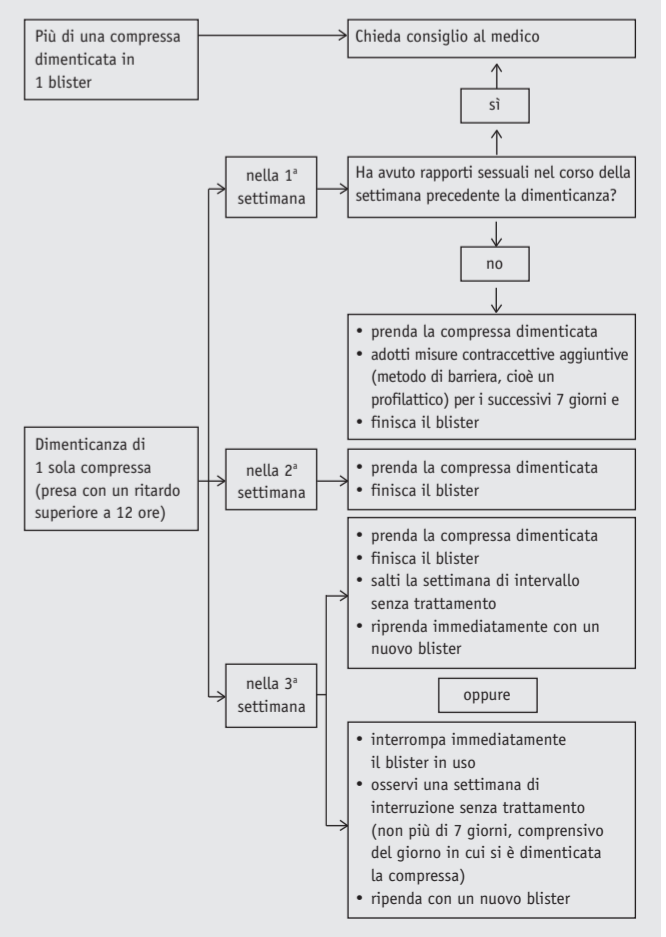 Più di una compressa
dimenticata in
1 blister
Chieda consiglio al medico
sì
nella 1ª
settimana
Ha avuto rapporti sessuali nel corso della
settimana precedente la dimenticanza?
no
• prenda la compressa dimenticata
• adotti misure contraccettive aggiuntive
(metodo di barriera, cioè un
profilattico) per i successivi 7 giorni e
• finisca il blister
Dimenticanza di
1 sola compressa
(presa con un ritardo
superiore a 12 ore)
nella 2ª
settimana
• prenda la compressa dimenticata
• finisca il blister
• prenda la compressa dimenticata
• finisca il blister
• salti la settimana di intervallo
senza trattamento
• riprenda immediatamente con un
nuovo blister
nella 3ª
settimana
oppure
• interrompa immediatamente
il blister in uso
• osservi una settimana di
interruzione senza trattamento
(non più di 7 giorni, comprensivo
del giorno in cui si è dimenticata
la compressa)
• ripenda con un nuovo blister